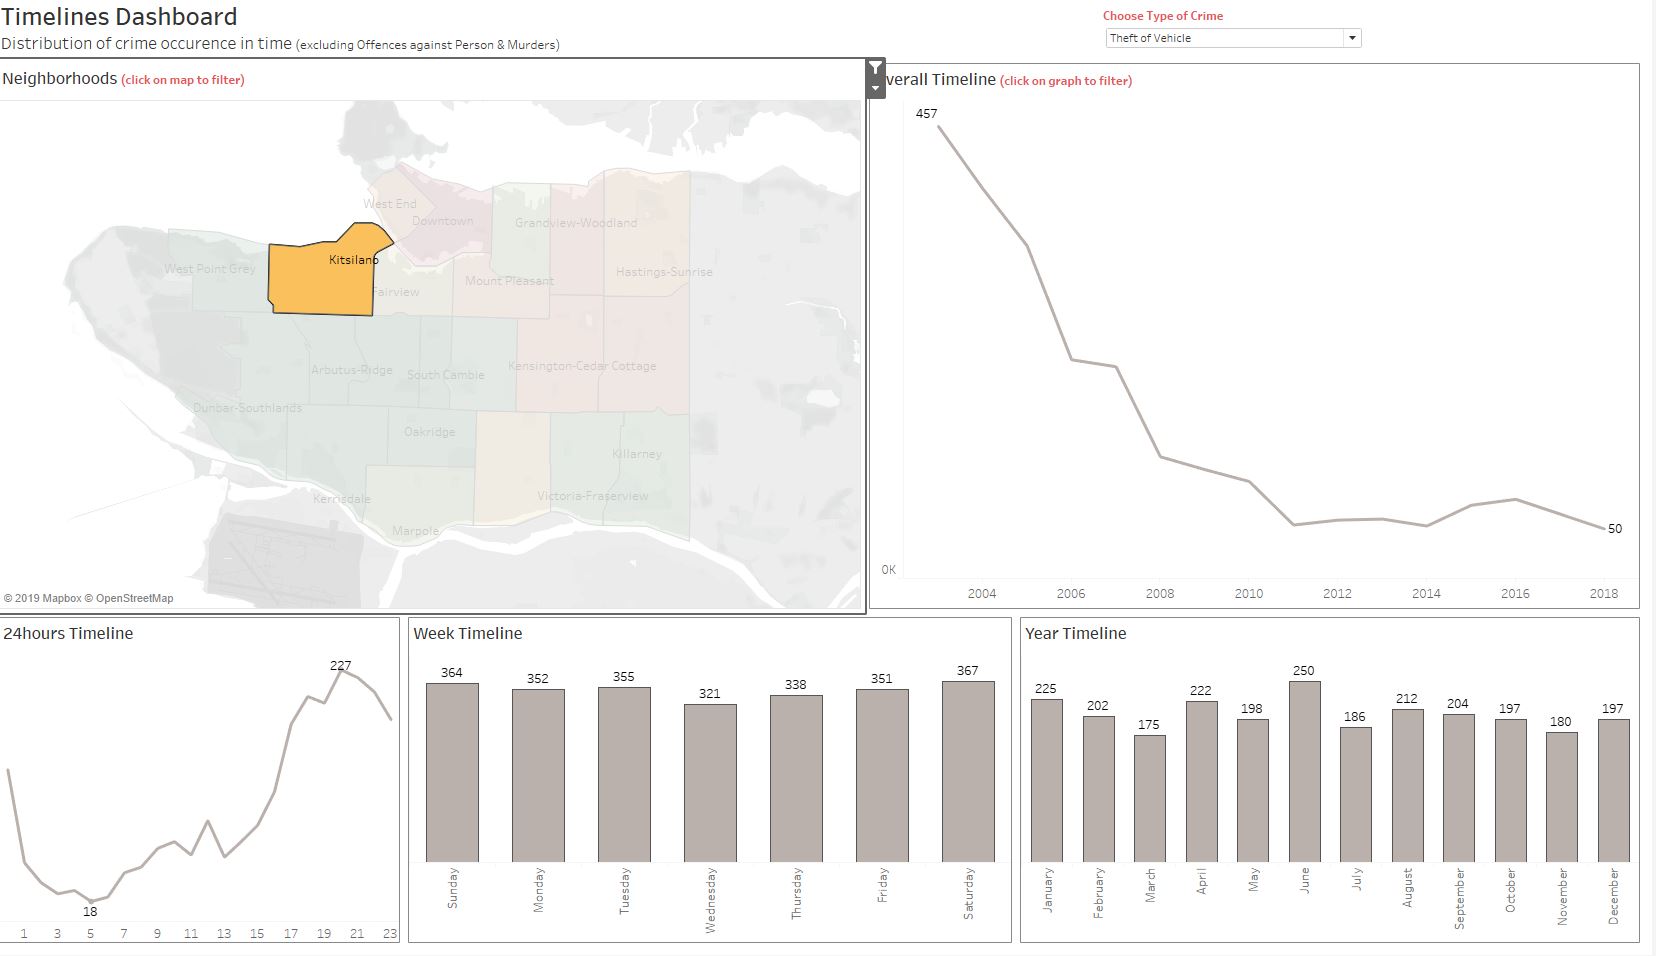 Timelines Dashboard
Distribution of crime occurence in time (excluding Offences against Person & Murders)
Choose Type of Crime
Theft of Vehicle
Neighborhoods (click on map to filter)
West End
Downtown
Grandview-Woodland
Kitsilano
West Point Grey
Hastings-Sunrise
Mount Pleasant
Fairview
Arbutus-Ridge
South Cambie
Kensington-Cedar Cottage
Dunbar-Southlands
Oakridge
Killarney
Kerrisdale
Victoria-Fraserview
Marpole
© 2019 Mapbox © OpenStreetMap
verall Timeline (click on graph to filter)
457
50
0K
2004 2006 2008 2010 2012 2014 2016 2018
24hours Timeline
227
18
1 3 5 7 9 11 13 15 17 19 21 23
Week Timeline
364 352 355 321 338 351 367
Sunday Monday Tuesday Wednesday Thursday Friday Saturday
Year Timeline
225 202 175 222 198 250 186 212 204 197 180 197
January February March April May June July August September October November December